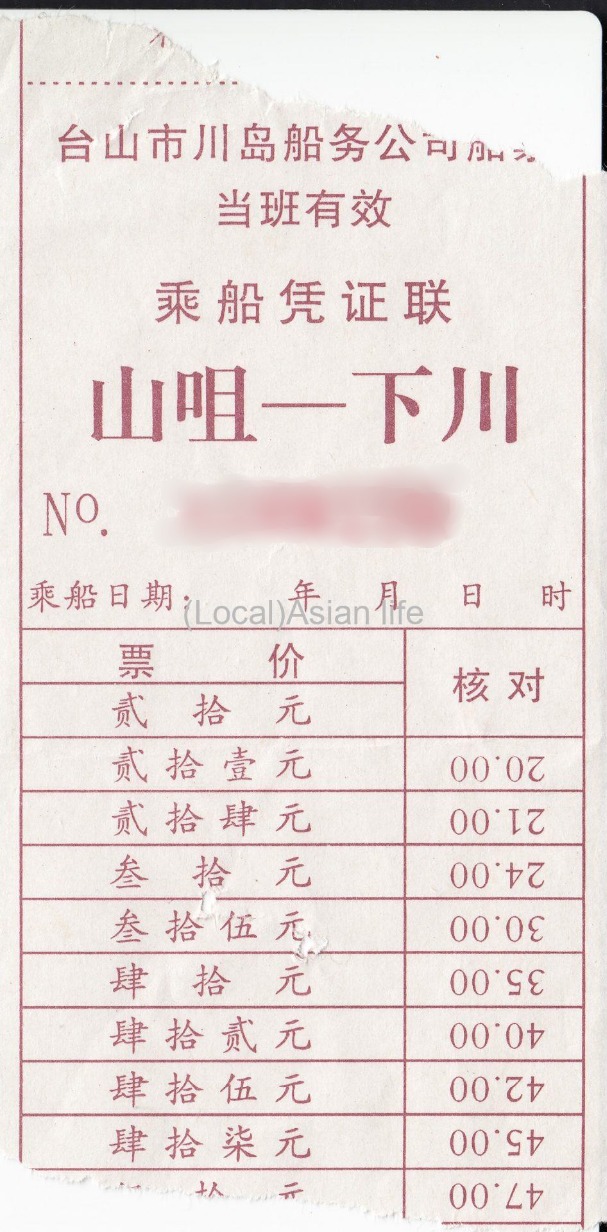 台山市川岛船务公司船票
当班有效
乘船凭证联
山咀—下川
No.
乘船日期： 年 月 日 时
(Local)Asian life
票 价 核对
贰 拾 元
贰拾壹元 20.00
贰拾肆元 21.00
叁 拾 元 24.00
叁拾伍元 30.00
肆 拾 元 35.00
肆拾贰元 40.00
肆拾伍元 42.00
肆拾柒元 45.00
拾 元 47.00